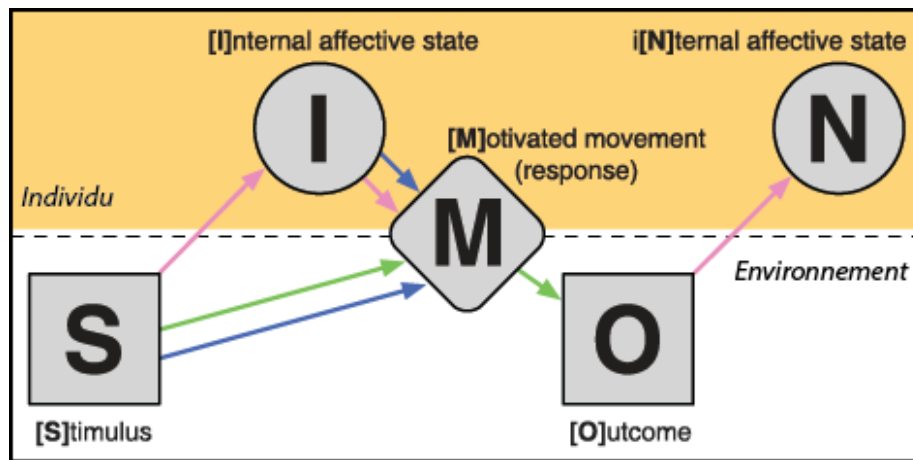 [I]nternal affective state
i[N]ternal affective state
I
N
[M]otivated movement
(response)
Individu
M
Environnement
S
O
[S]timulus
[O]utcome